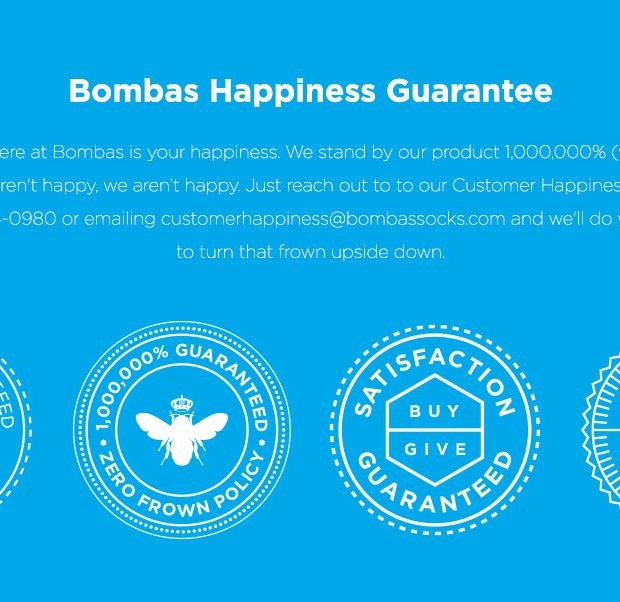 Bombas Happiness Guarantee
ere at Bombas is your happiness. We stand by our product 1,000,000% (
ren't happy, we aren't happy. Just reach out to to our Customer Happines
-0980 or emailing customerhappiness@bombassocks.com and we'll do
to turn that frown upside down.
EED
• 1,000,000% GUARANTEED •
ZERO FROWN POLICY
SATISFACTION
BUY
GIVE
GUARANTEED